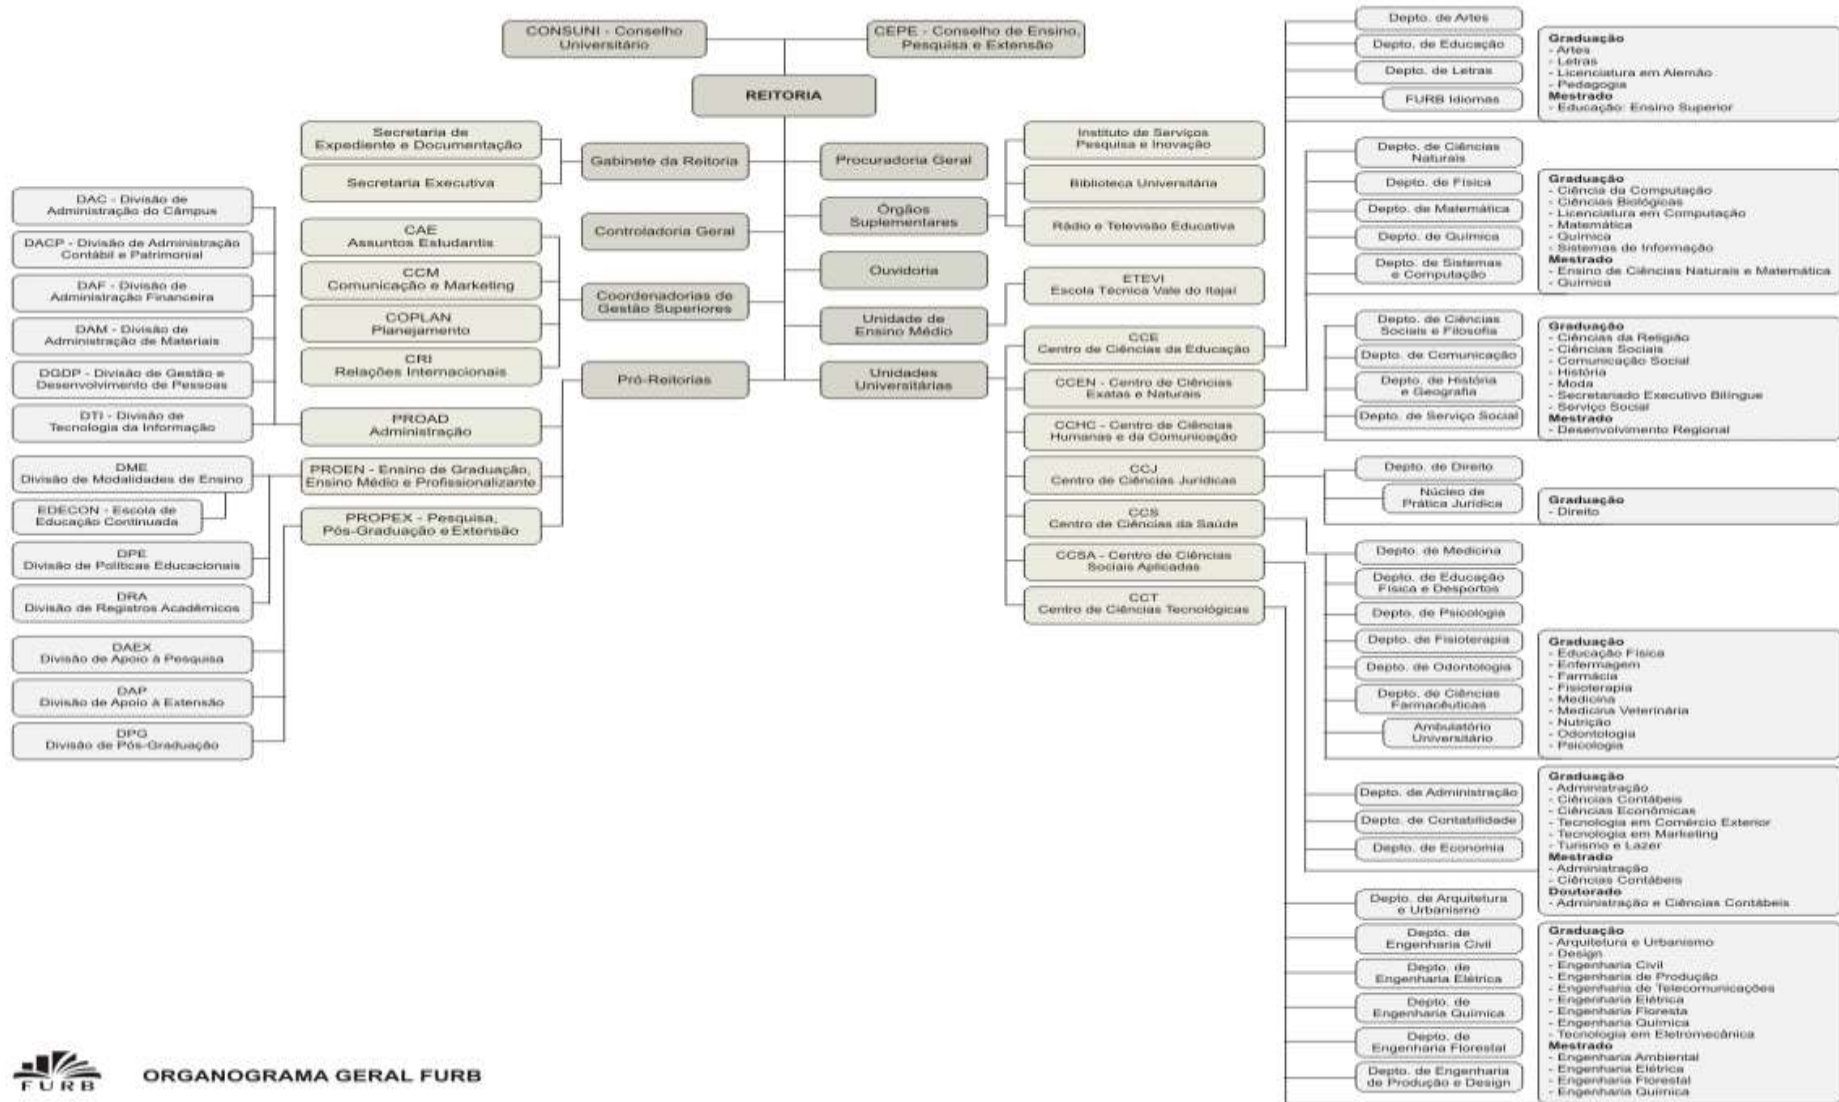 CONSUNI - Conselho
Universitário
CEPE - Conselho de Ensino,
Pesquisa e Extensão
REITORIA
Secretaria de
Expediente e Documentação
Secretaria Executiva
Gabinete da Reitoria
Procuradoria Geral
Instituto de Serviços
Pesquisa e Inovação
Biblioteca Universitária
Rádio e Televisão Educativa
Controladoria Geral
Órgãos
Suplementares
Ouvidoria
CAE
Assuntos Estudantis
CCM
Comunicação e Marketing
COPLAN
Planejamento
CRI
Relações Internacionais
Coordenadorias de
Gestão Superiores
Unidade de
Ensino Médio
ETEVI
Escola Técnica Vale do Itajaí
Pró-Reitorias
Unidades
Universitárias
DAC - Divisão de
Administração do Câmpus
DACP - Divisão de Administração
Contábil e Patrimonial
DAF - Divisão de
Administração Financeira
DAM - Divisão de
Administração de Materiais
DGDP - Divisão de Gestão e
Desenvolvimento de Pessoas
DTI - Divisão de
Tecnologia da Informação
PROAD
Administração
DME
Divisão de Modalidades de Ensino
EDECON - Escola de
Educação Continuada
DPE
Divisão de Políticas Educacionais
DRA
Divisão de Registros Acadêmicos
PROEN - Ensino de Graduação,
Ensino Médio e Profissionalizante
PROPEX - Pesquisa,
Pós-Graduação e Extensão
DAEX
Divisão de Apoio à Pesquisa
DAP
Divisão de Apoio à Extensão
DPG
Divisão de Pós-Graduação
CCE
Centro de Ciências da Educação
CCEN - Centro de Ciências
Exatas e Naturais
CCHC - Centro de Ciências
Humanas e da Comunicação
CCJ
Centro de Ciências Jurídicas
CCS
Centro de Ciências da Saúde
CCSA - Centro de Ciências
Sociais Aplicadas
CCT
Centro de Ciências Tecnológicas
Depto. de Artes
Depto. de Educação
Depto. de Letras
FURB Idiomas
Graduação
- Artes
- Letras
- Licenciatura em Alemão
- Pedagogia
Mestrado
- Educação: Ensino Superior
Depto. de Ciências
Naturais
Depto. de Física
Depto. de Matemática
Depto. de Química
Depto. de Sistemas
e Computação
Graduação
- Ciência da Computação
- Ciências Biológicas
- Licenciatura em Computação
- Matemática
- Química
- Sistemas de Informação
Mestrado
- Ensino de Ciências Naturais e Matemática
- Química
Depto. de Ciências
Sociais e Filosofia
Depto. de Comunicação
Depto. de História
e Geografia
Depto. de Serviço Social
Graduação
- Ciências da Religião
- Ciências Sociais
- Comunicação Social
- História
- Moda
- Secretariado Executivo Bilíngue
- Serviço Social
Mestrado
- Desenvolvimento Regional
Depto. de Direito
Núcleo de
Prática Jurídica
Graduação
- Direito
Depto. de Medicina
Depto. de Educação
Física e Desportos
Depto. de Psicologia
Depto. de Fisioterapia
Depto. de Odontologia
Depto. de Ciências
Farmacêuticas
Ambulatório
Universitário
Graduação
- Educação Física
- Enfermagem
- Farmácia
- Fisioterapia
- Medicina
- Medicina Veterinária
- Nutrição
- Odontologia
- Psicologia
Depto. de Administração
Depto. de Contabilidade
Depto. de Economia
Graduação
- Administração
- Ciências Contábeis
- Ciências Econômicas
- Tecnologia em Comércio Exterior
- Tecnologia em Marketing
- Turismo e Lazer
Mestrado
- Administração
- Ciências Contábeis
Doutorado
- Administração e Ciências Contábeis
Depto. de Arquitetura
e Urbanismo
Depto. de
Engenharia Civil
Depto. de
Engenharia Elétrica
Depto. de
Engenharia Química
Depto. de
Engenharia Florestal
Depto. de Engenharia
de Produção e Design
Graduação
- Arquitetura e Urbanismo
- Design
- Engenharia Civil
- Engenharia de Produção
- Engenharia de Telecomunicações
- Engenharia Elétrica
- Engenharia Floresta
- Engenharia Química
- Tecnologia em Eletromecânica
Mestrado
- Engenharia Ambiental
- Engenharia Elétrica
- Engenharia Florestal
- Engenharia Química
FURB
ORGANOGRAMA GERAL FURB